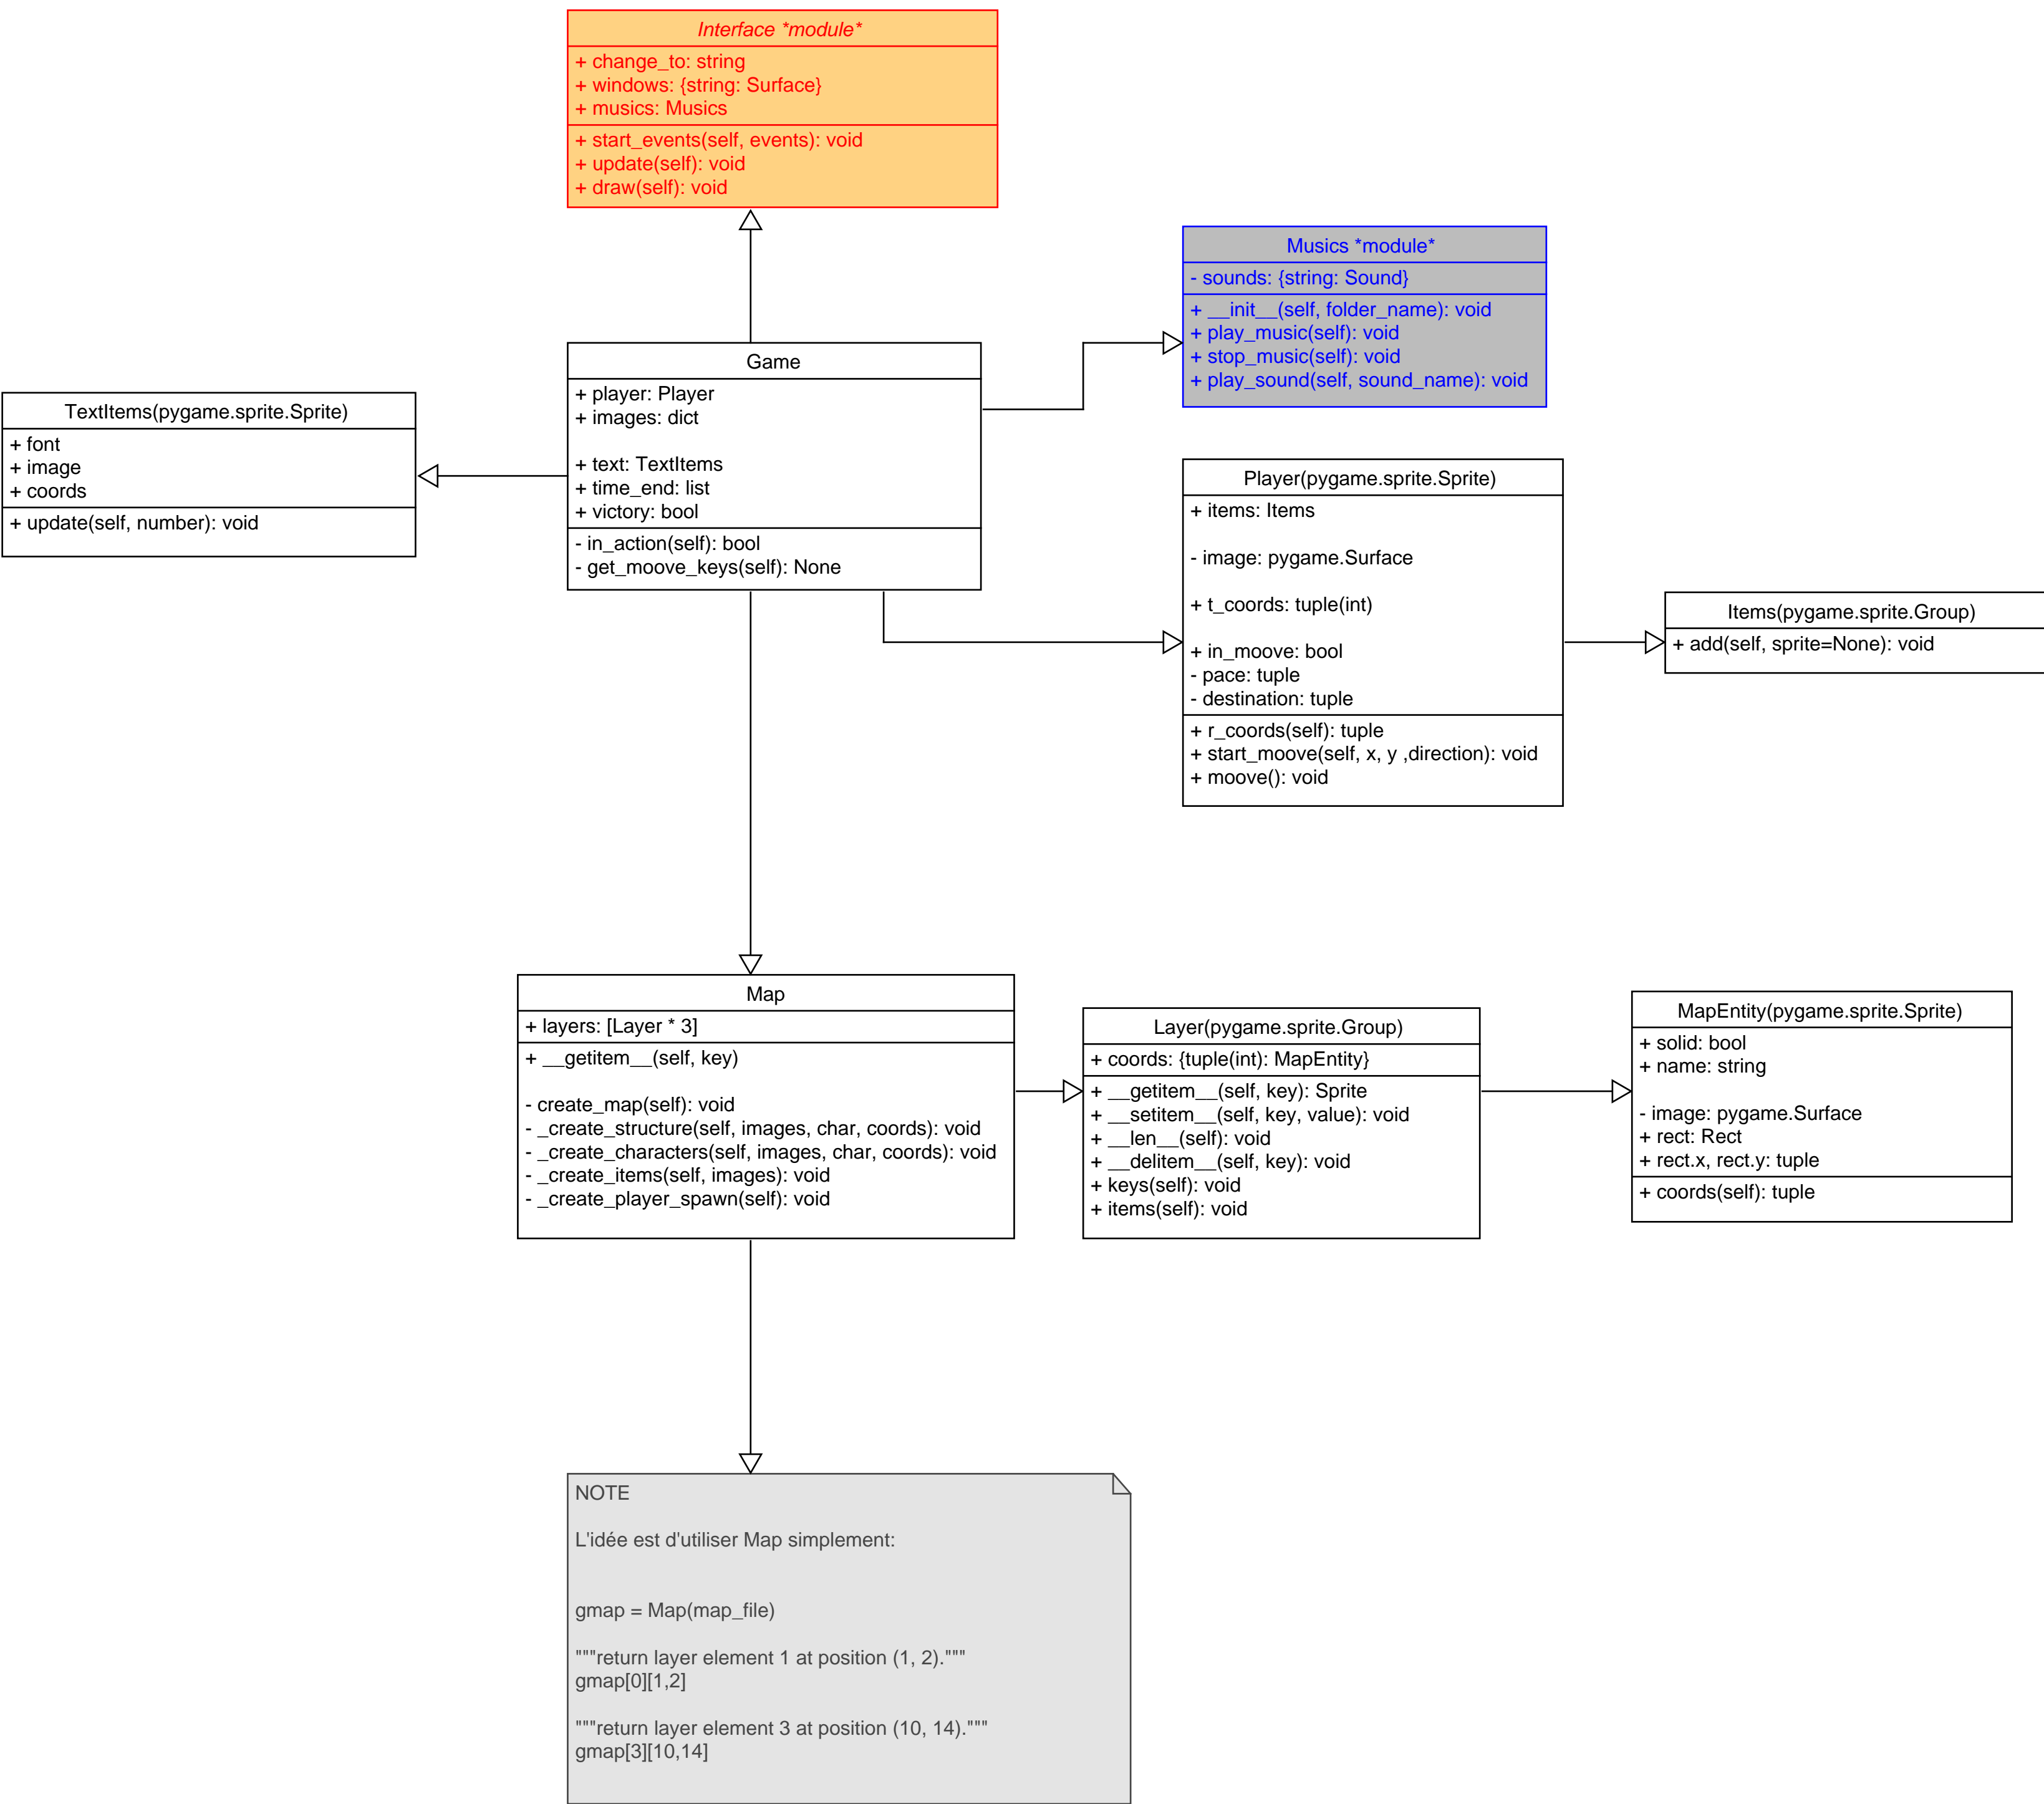 Interface *module*
+ change_to: string
+ windows: {string: Surface}
+ musics: Musics
+ start_events(self, events): void
+ update(self): void
+ draw(self): void
Musics *module*
- sounds: {string: Sound}
+ __init__(self, folder_name): void
+ play_music(self): void
+ stop_music(self): void
+ play_sound(self, sound_name): void
Game
+ player: Player
+ images: dict
+ text: TextItems
+ time_end: list
+ victory: bool
- in_action(self): bool
- get_moove_keys(self): None
TextItems(pygame.sprite.Sprite)
+ font
+ image
+ coords
+ update(self, number): void
Player(pygame.sprite.Sprite)
+ items: Items
- image: pygame.Surface
+ t_coords: tuple(int)
+ in_moove: bool
- pace: tuple
- destination: tuple
+ r_coords(self): tuple
+ start_moove(self, x, y ,direction): void
+ moove(): void
Items(pygame.sprite.Group)
+ add(self, sprite=None): void
Map
+ layers: [Layer * 3]
+ __getitem__(self, key)
- create_map(self): void
- _create_structure(self, images, char, coords): void
- _create_characters(self, images, char, coords): void
- _create_items(self, images): void
- _create_player_spawn(self): void
Layer(pygame.sprite.Group)
+ coords: {tuple(int): MapEntity}
+ __getitem__(self, key): Sprite
+ __setitem__(self, key, value): void
+ __len__(self): void
+ __delitem__(self, key): void
+ keys(self): void
+ items(self): void
MapEntity(pygame.sprite.Sprite)
+ solid: bool
+ name: string
- image: pygame.Surface
+ rect: Rect
+ rect.x, rect.y: tuple
+ coords(self): tuple
NOTE
L'idée est d'utiliser Map simplement:
gmap = Map(map_file)
"""return layer element 1 at position (1, 2)."""
gmap[0][1,2]
"""return layer element 3 at position (10, 14)."""
gmap[3][10,14]